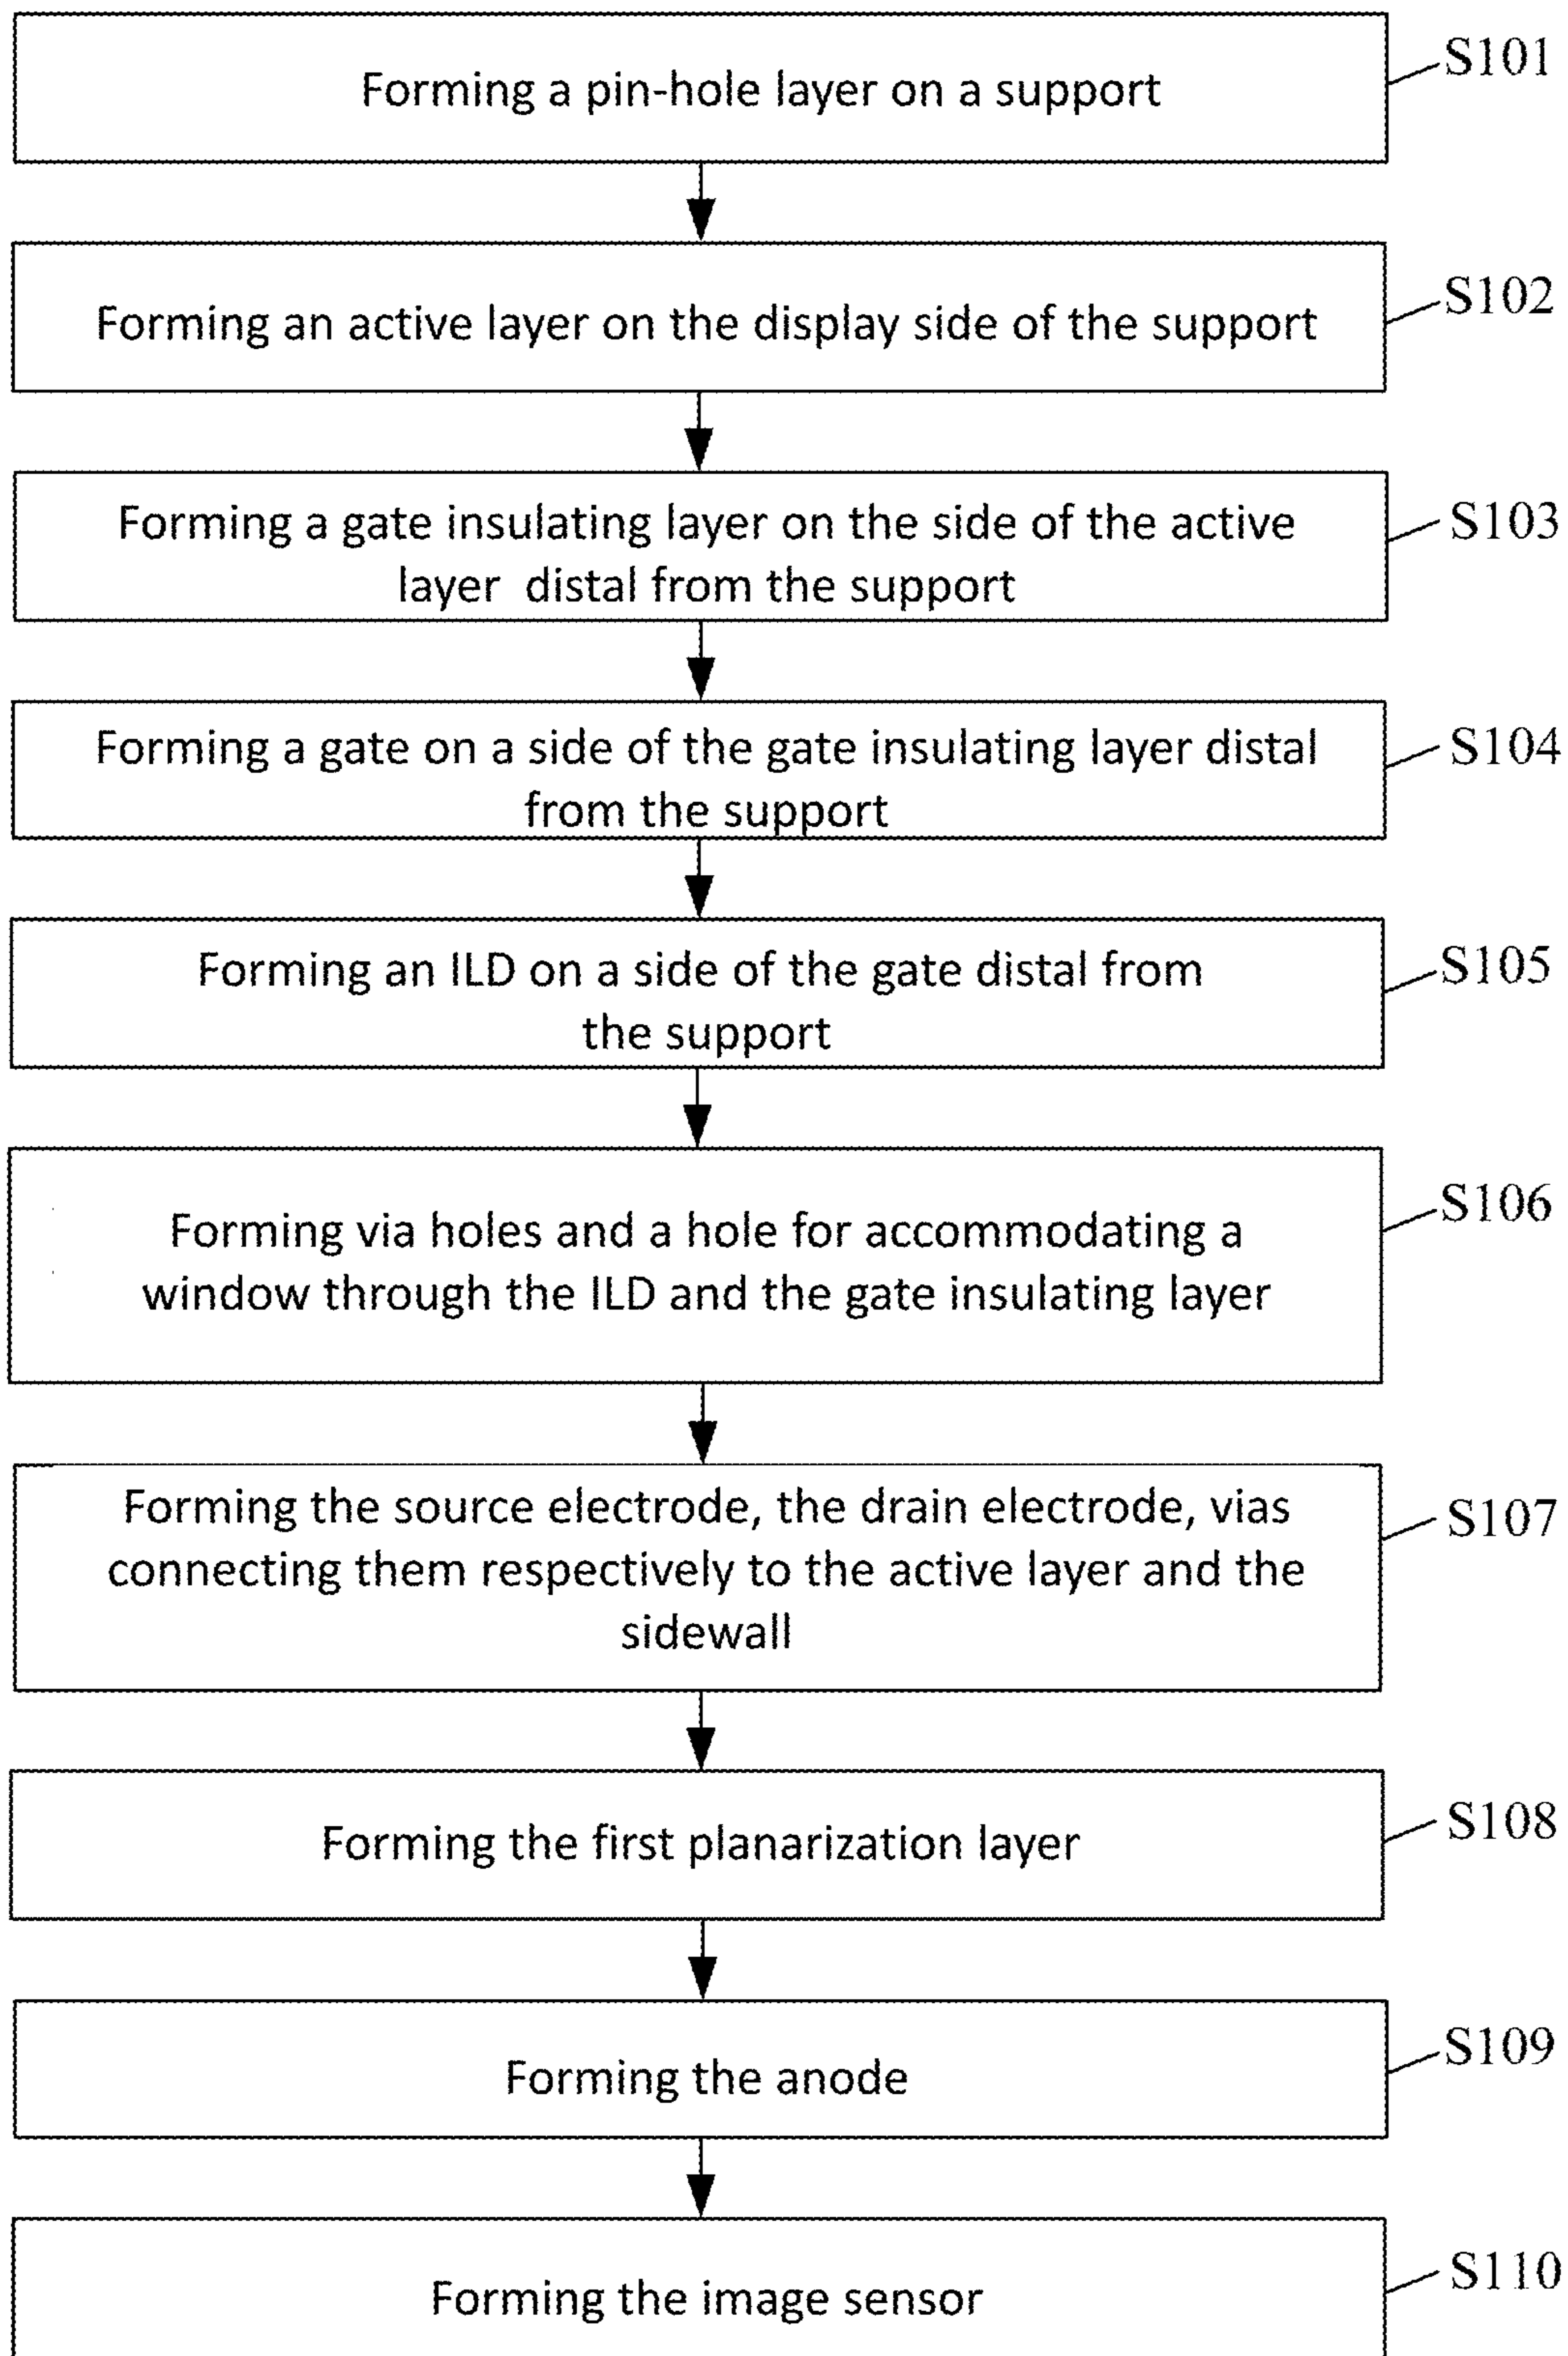 Forming a pin-hole layer on a support
S101
Forming an active layer on the display side of the support
S102
Forming a gate insulating layer on the side of the active
layer distal from the support
S103
Forming a gate on a side of the gate insulating layer distal
from the support
S104
Forming an ILD on a side of the gate distal from
the support
S105
Forming via holes and a hole for accommodating a
window through the ILD and the gate insulating layer
S106
Forming the source electrode, the drain electrode, vias
connecting them respectively to the active layer and the
sidewall
S107
Forming the first planarization layer
S108
Forming the anode
S109
Forming the image sensor
S110